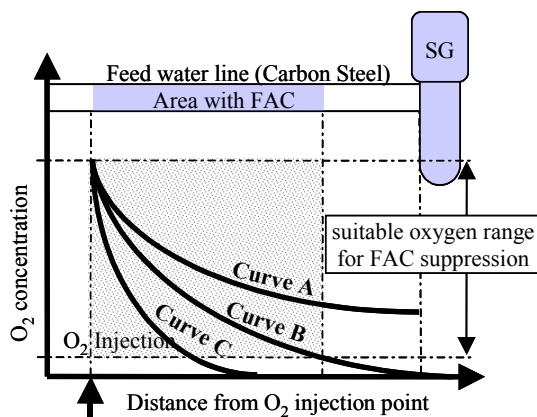 SG
Feed water line (Carbon Steel)
Area with FAC
O₂ concentration
suitable oxygen range
for FAC suppression
Curve A
Curve B
Curve C
O₂ Injection
Distance from O₂ injection point